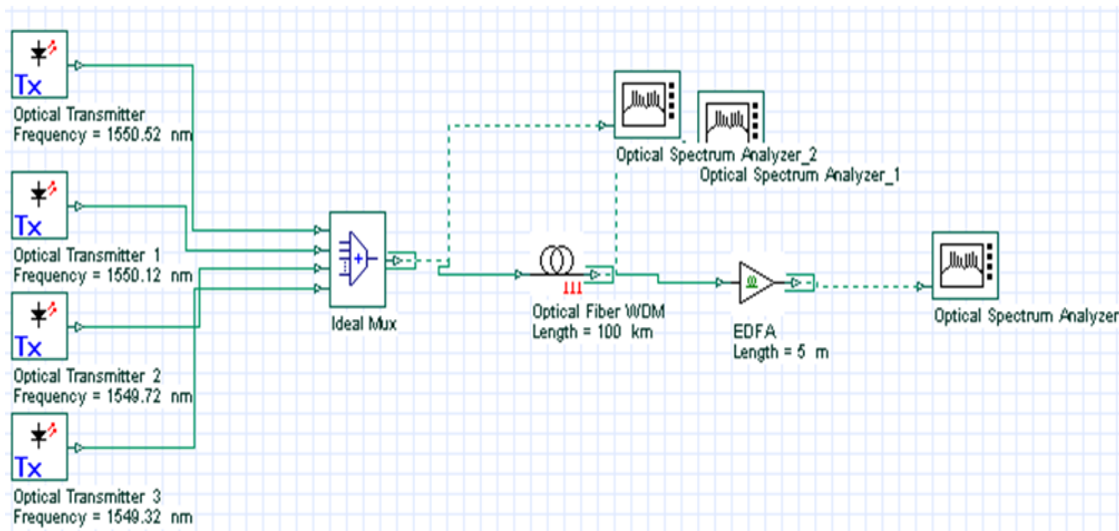 Tx
Optical Transmitter
Frequency = 1550.52 nm
Tx
Optical Transmitter 1
Frequency = 1550.12 nm
Tx
Optical Transmitter 2
Frequency = 1549.72 nm
Tx
Optical Transmitter 3
Frequency = 1549.32 nm
Ideal Mux
Optical Spectrum Analyzer_2
Optical Spectrum Analyzer_1
Optical Fiber WDM
Length = 100 km
EDFA
Length = 5 m
Optical Spectrum Analyzer